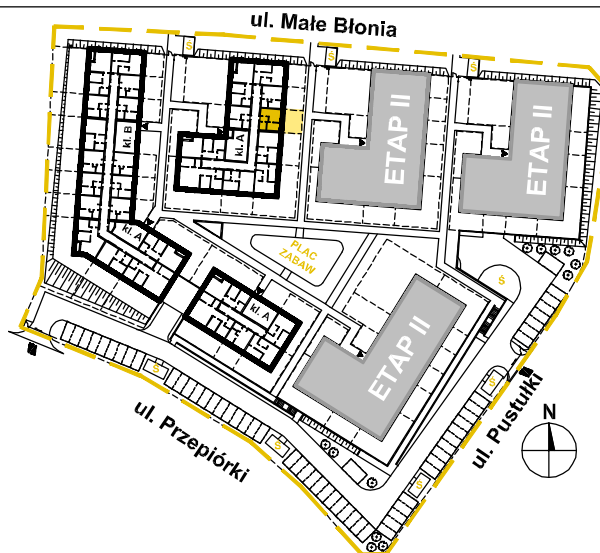 ul. Małe Błonia
Ś
Ś
Ś
kl. B
kl. A
ETAP II
ETAP II
kl. A
PLAC
ZABAW
Ś
kl. A
ETAP II
Ś
Ś
Ś
Ś
ul. Przepiórki
ul. Pustułki
N